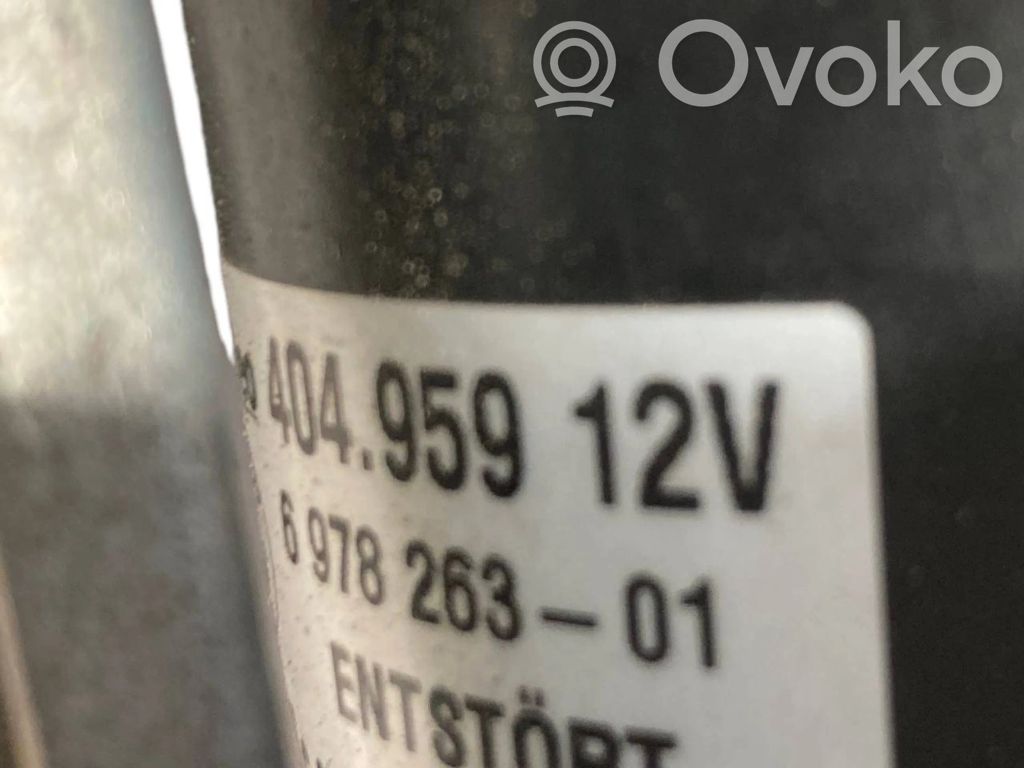 Ovoko
404.959 12V
6 978 263-01
ENTSTÖRT